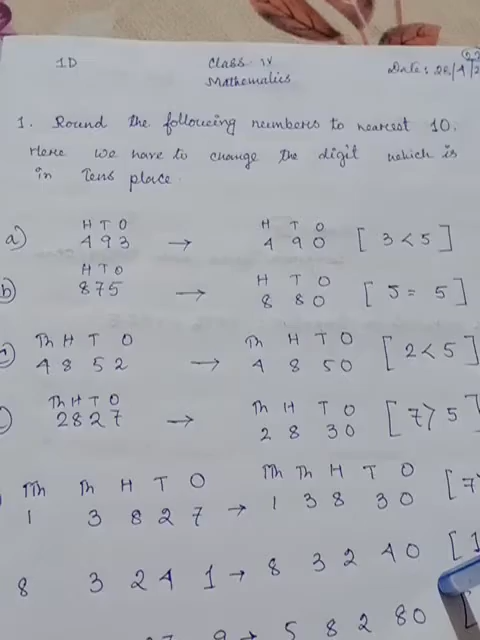 1D Class IV
Mathematics
Date: 22/4/2
1. Round the following numbers to nearest 10.
Here we have to change the digit which is
in Tens place.
H T O H T O
a) 4 9 3 → 4 9 0 [3 < 5]
H T O H T O
b) 8 7 5 → 8 8 0 [5 = 5]
Th H T O Th H T O
4 8 5 2 → 4 8 5 0 [2 < 5]
Th H T O Th H T O
2 8 2 7 → 2 8 3 0 [7 > 5
TTh Th H T O TTh Th H T O
1 3 8 2 7 → 1 3 8 3 0 [7
8 3 2 4 1 → 8 3 2 4 0 [1
9 → 5 8 2 8 0 [